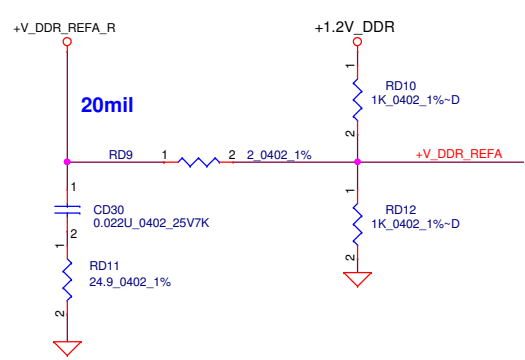 +V_DDR_REFA_R
+1.2V_DDR
1
RD10
1K_0402_1%~D
2
20mil
RD9
1
2
2_0402_1%
+V_DDR_REFA
1
CD30
0.022U_0402_25V7K
2
1
RD12
1K_0402_1%~D
2
1
RD11
24.9_0402_1%
2